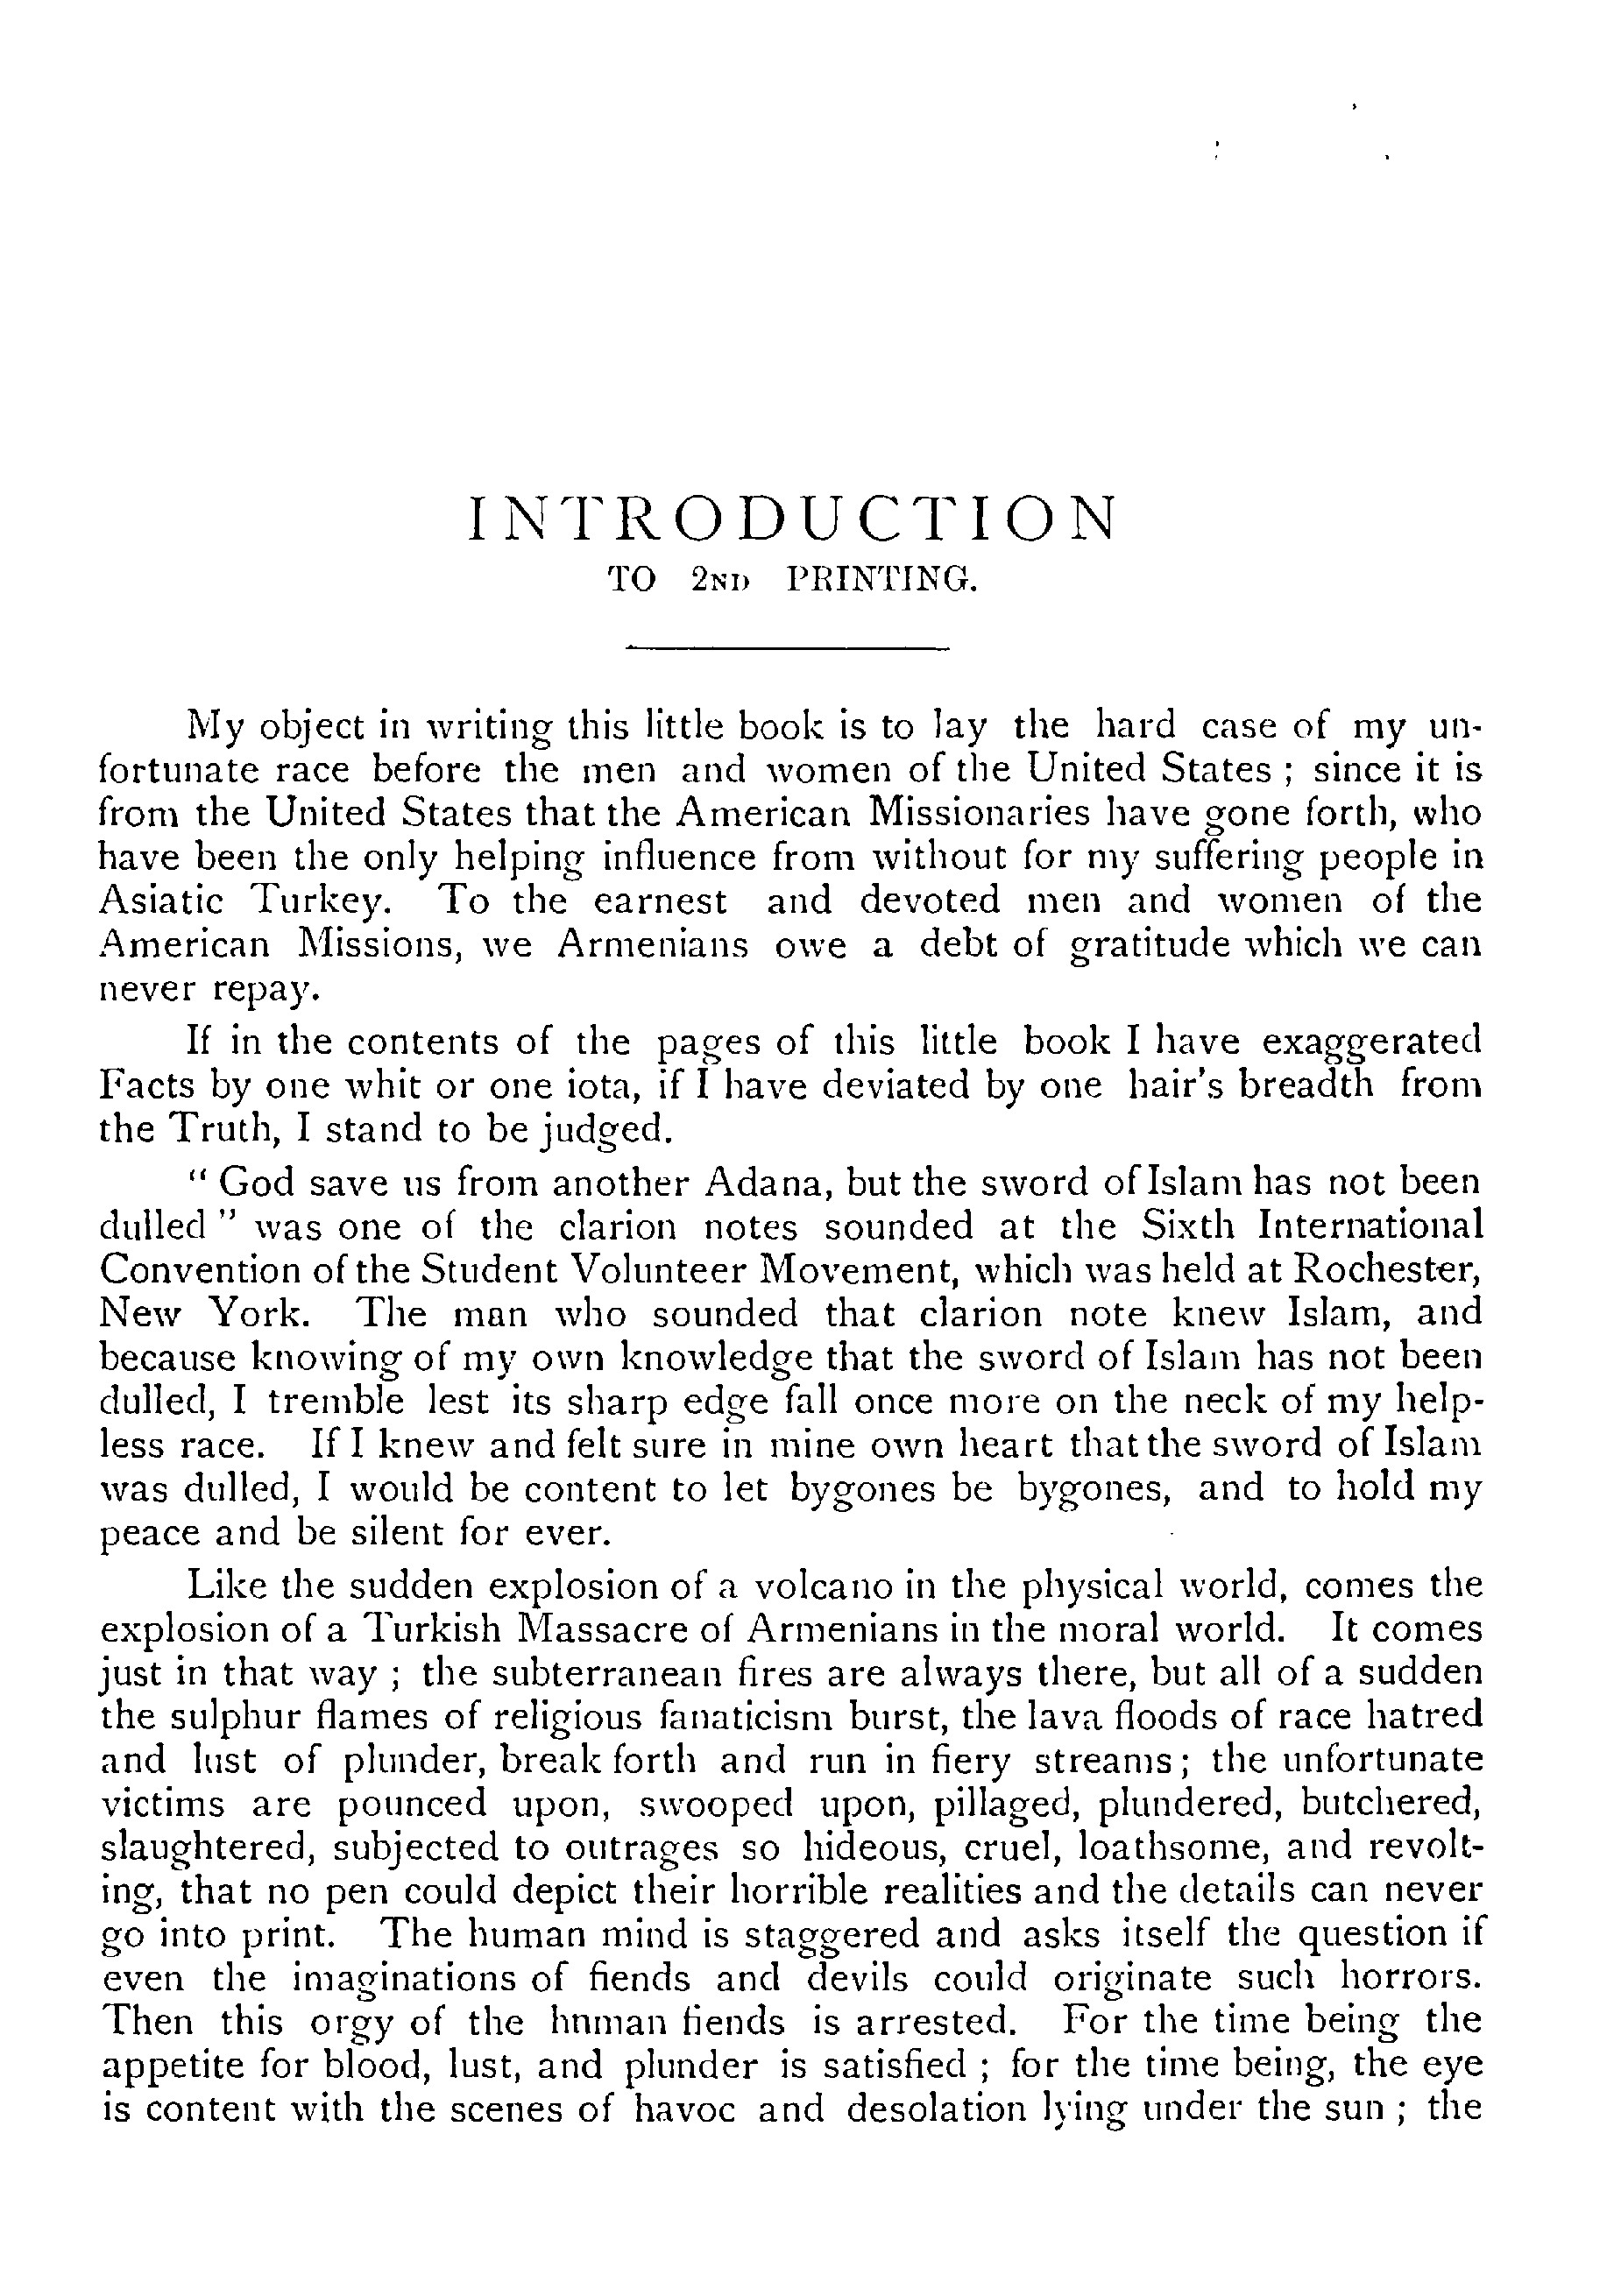 INTRODUCTION
TO 2ND PRINTING.
My object in writing this little book is to lay the hard case of my un-
fortunate race before the men and women of the United States ; since it is
from the United States that the American Missionaries have gone forth, who
have been the only helping influence from without for my suffering people in
Asiatic Turkey. To the earnest and devoted men and women of the
American Missions, we Armenians owe a debt of gratitude which we can
never repay.
If in the contents of the pages of this little book I have exaggerated
Facts by one whit or one iota, if I have deviated by one hair's breadth from
the Truth, I stand to be judged.
" God save us from another Adana, but the sword of Islam has not been
dulled " was one of the clarion notes sounded at the Sixth International
Convention of the Student Volunteer Movement, which was held at Rochester,
New York. The man who sounded that clarion note knew Islam, and
because knowing of my own knowledge that the sword of Islam has not been
dulled, I tremble lest its sharp edge fall once more on the neck of my help-
less race. If I knew and felt sure in mine own heart that the sword of Islam
was dulled, I would be content to let bygones be bygones, and to hold my
peace and be silent for ever.
Like the sudden explosion of a volcano in the physical world, comes the
explosion of a Turkish Massacre of Armenians in the moral world. It comes
just in that way ; the subterranean fires are always there, but all of a sudden
the sulphur flames of religious fanaticism burst, the lava floods of race hatred
and lust of plunder, break forth and run in fiery streams; the unfortunate
victims are pounced upon, swooped upon, pillaged, plundered, butchered,
slaughtered, subjected to outrages so hideous, cruel, loathsome, and revolt-
ing, that no pen could depict their horrible realities and the details can never
go into print. The human mind is staggered and asks itself the question if
even the imaginations of fiends and devils could originate such horrors.
Then this orgy of the hnman fiends is arrested. For the time being the
appetite for blood, lust, and plunder is satisfied ; for the time being, the eye
is content with the scenes of havoc and desolation lying under the sun ; the